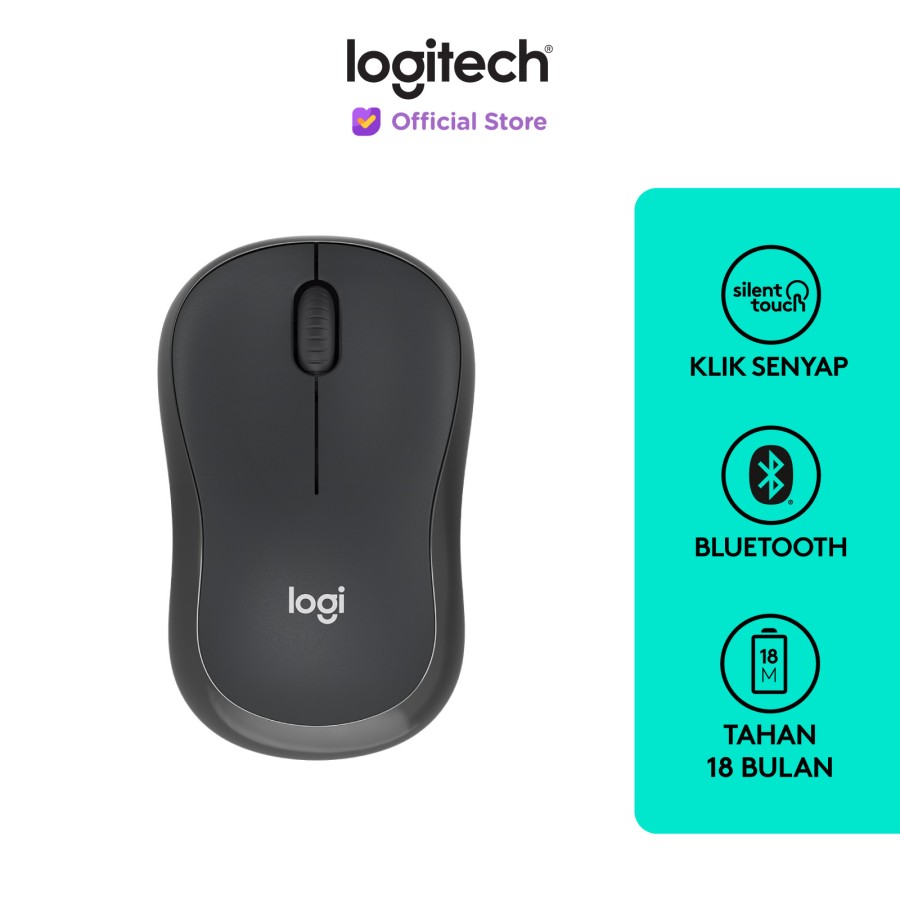 logitech®
Official Store
silent
touch
KLIK SENYAP
®
BLUETOOTH
18
M
TAHAN
18 BULAN
logi